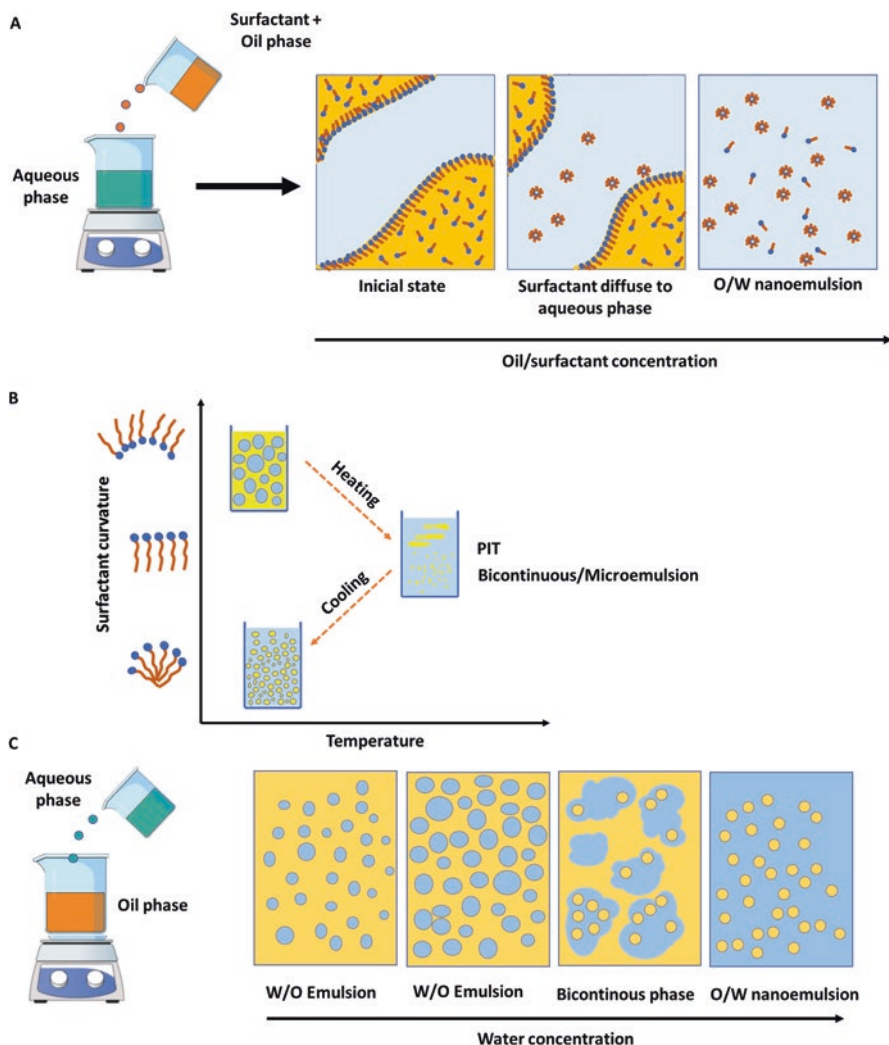 A
Surfactant +
Oil phase
Aqueous
phase
Inicial state
Surfactant diffuse to
aqueous phase
O/W nanoemulsion
Oil/surfactant concentration
B
Surfactant curvature
Heating
PIT
Bicontinuous/Microemulsion
Cooling
Temperature
C
Aqueous
phase
Oil phase
W/O Emulsion
W/O Emulsion
Bicontinous phase
O/W nanoemulsion
Water concentration